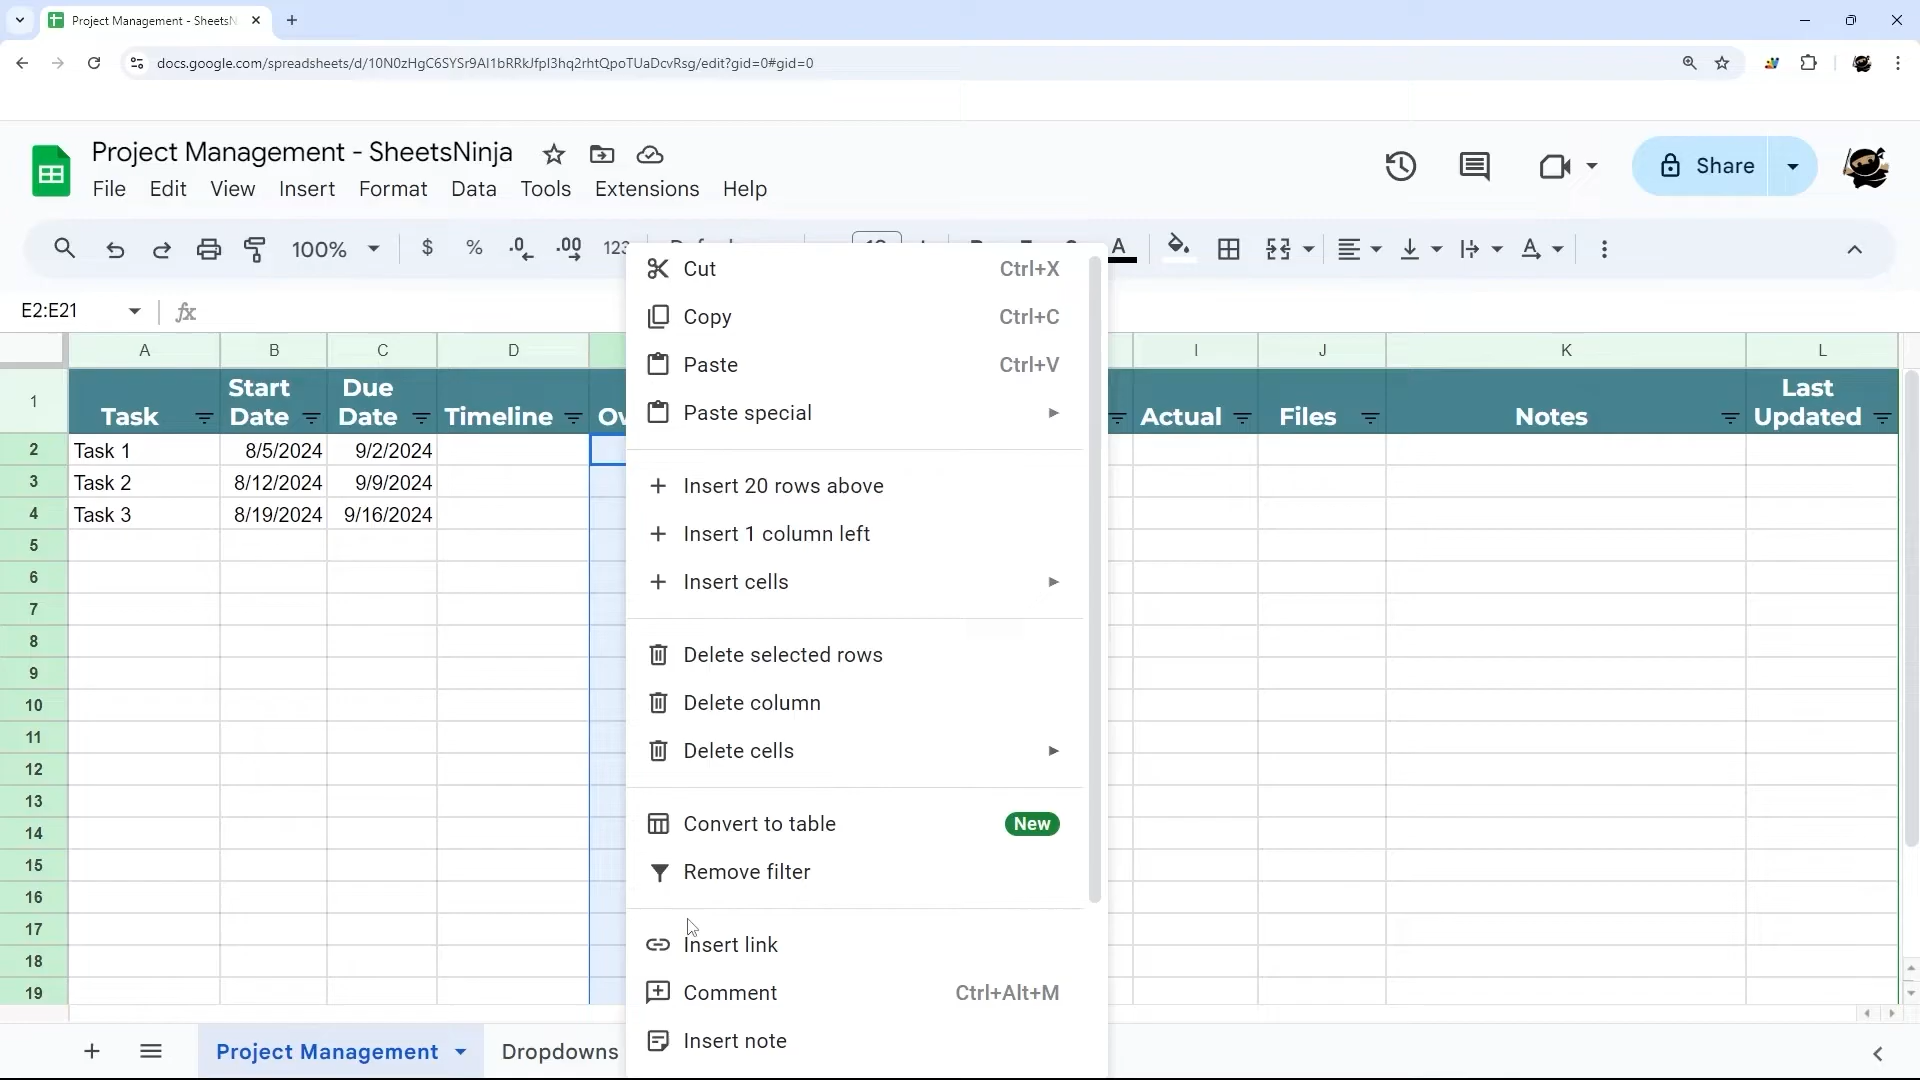 Project Management - SheetsN
docs.google.com/spreadsheets/d/10N0zHgC6SYSr9AI1bRRkJfpI3hq2rhtQpoTUaDcvRsg/edit?gid=0#gid=0
Project Management - SheetsNinja
File Edit View Insert Format Data Tools Extensions Help
Share
100% $ % .0 .00 123
A
E2:E21 fx
A B C D I J K L
1 Task Start Date Due Date Timeline Ow Actual Files Notes Last Updated
2 Task 1 8/5/2024 9/2/2024
3 Task 2 8/12/2024 9/9/2024
4 Task 3 8/19/2024 9/16/2024
5
6
7
8
9
10
11
12
13
14
15
16
17
18
19
Cut Ctrl+X
Copy Ctrl+C
Paste Ctrl+V
Paste special
Insert 20 rows above
Insert 1 column left
Insert cells
Delete selected rows
Delete column
Delete cells
Convert to table New
Remove filter
Insert link
Comment Ctrl+Alt+M
Insert note
Project Management Dropdowns